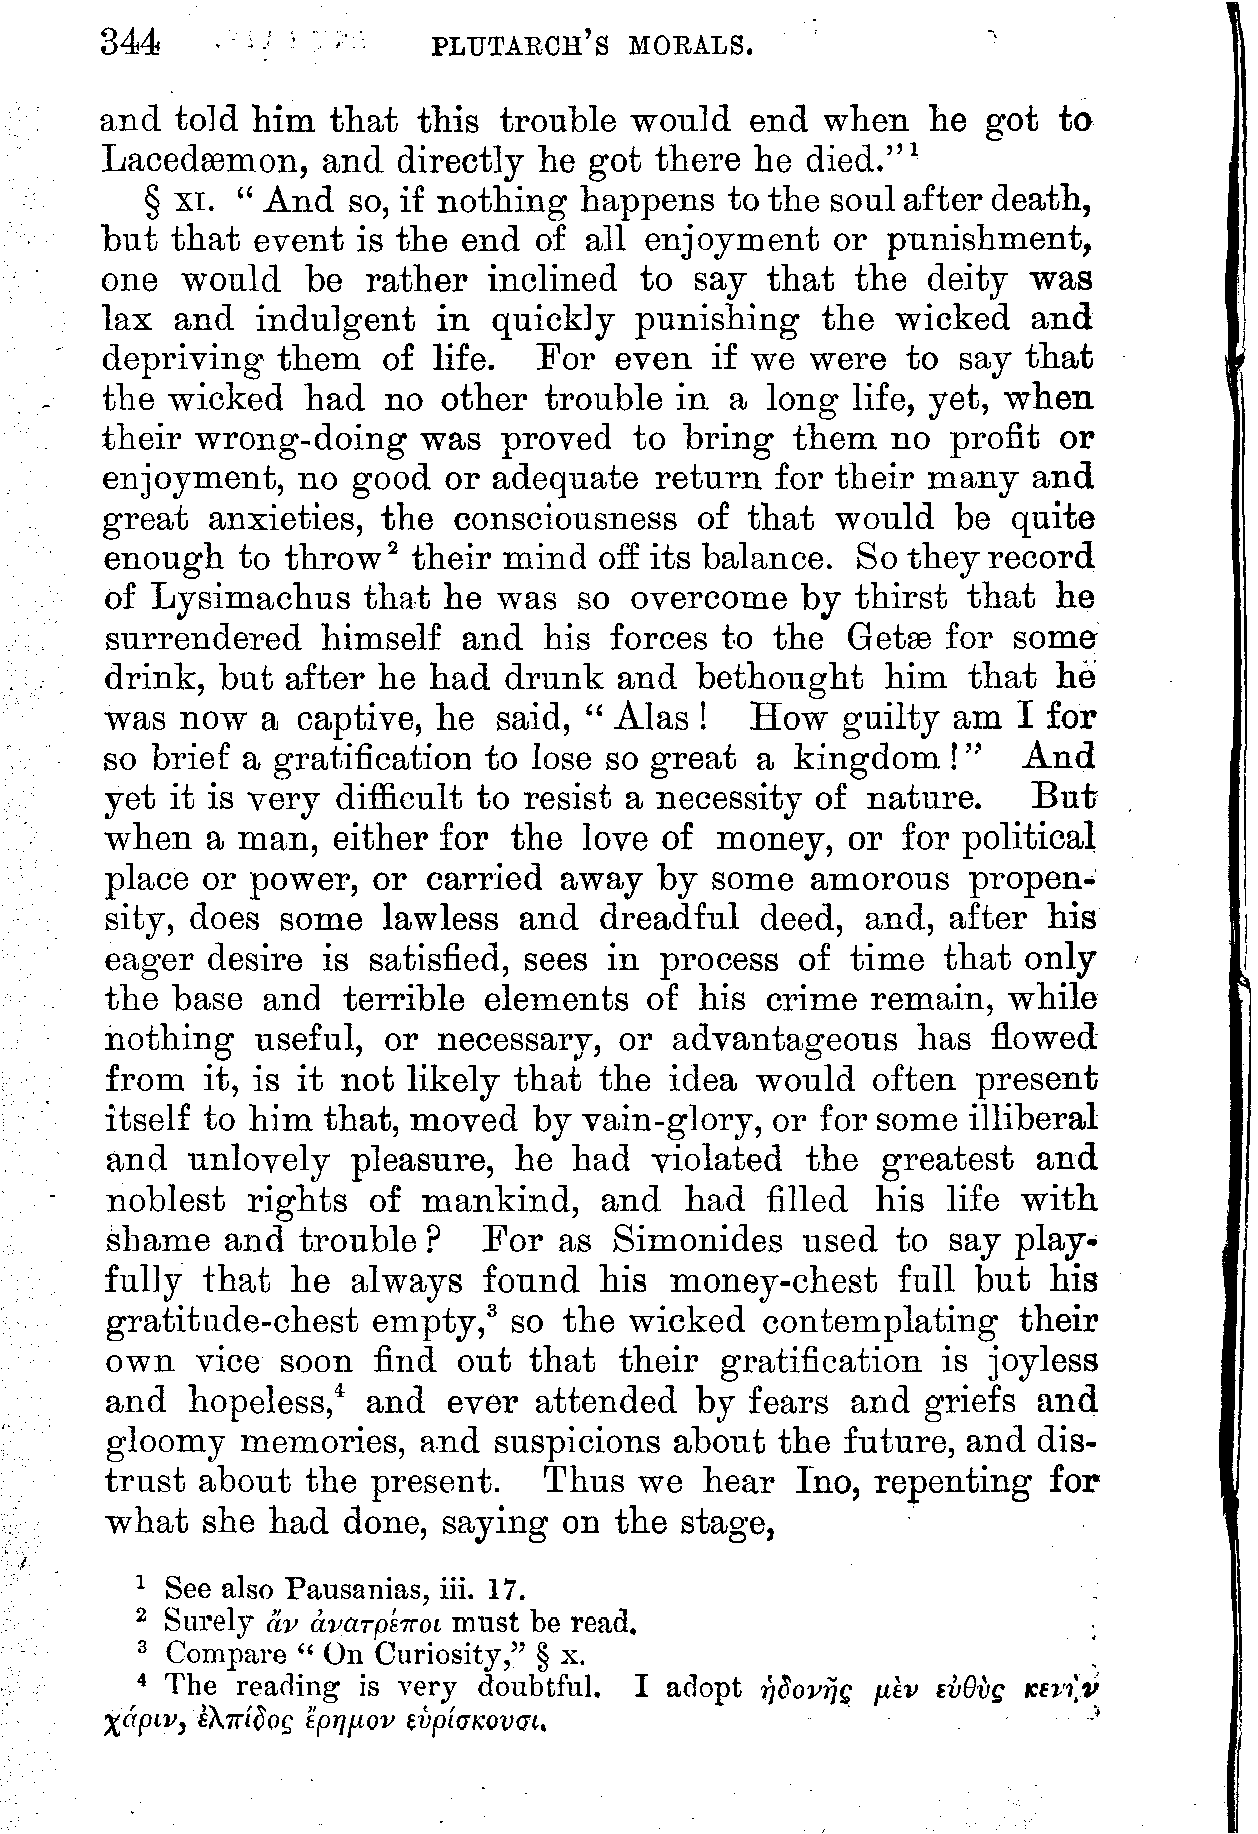 344 PLUTARCH'S MORALS.
and told him that this trouble would end when he got to
Lacedæmon, and directly he got there he died."¹
§ XI. "And so, if nothing happens to the soul after death,
but that event is the end of all enjoyment or punishment,
one would be rather inclined to say that the deity was
lax and indulgent in quickly punishing the wicked and
depriving them of life. For even if we were to say that
the wicked had no other trouble in a long life, yet, when
their wrong-doing was proved to bring them no profit or
enjoyment, no good or adequate return for their many and
great anxieties, the consciousness of that would be quite
enough to throw² their mind off its balance. So they record
of Lysimachus that he was so overcome by thirst that he
surrendered himself and his forces to the Getæ for some
drink, but after he had drunk and bethought him that he
was now a captive, he said, "Alas! How guilty am I for
so brief a gratification to lose so great a kingdom!" And
yet it is very difficult to resist a necessity of nature. But
when a man, either for the love of money, or for political
place or power, or carried away by some amorous propen-
sity, does some lawless and dreadful deed, and, after his
eager desire is satisfied, sees in process of time that only
the base and terrible elements of his crime remain, while
nothing useful, or necessary, or advantageous has flowed
from it, is it not likely that the idea would often present
itself to him that, moved by vain-glory, or for some illiberal
and unlovely pleasure, he had violated the greatest and
noblest rights of mankind, and had filled his life with
shame and trouble? For as Simonides used to say play-
fully that he always found his money-chest full but his
gratitude-chest empty,³ so the wicked contemplating their
own vice soon find out that their gratification is joyless
and hopeless,⁴ and ever attended by fears and griefs and
gloomy memories, and suspicions about the future, and dis-
trust about the present. Thus we hear Ino, repenting for
what she had done, saying on the stage,
¹ See also Pausanias, iii. 17.
² Surely ἄν ἀνατρέποι must be read.
³ Compare "On Curiosity," § x.
⁴ The reading is very doubtful. I adopt ἡδονῆς μὲν εὐθὺς κενὴν
χάριν, ἐλπίδος ἔρημον εὑρίσκουσι.